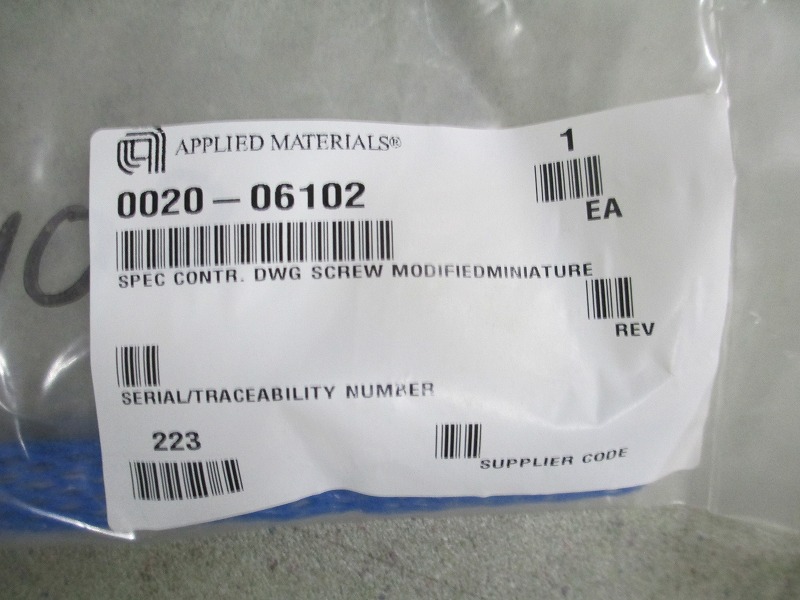 APPLIED MATERIALS®
1
0020-06102
EA
SPEC CONTR. DWG SCREW MODIFIEDMINIATURE
REV
SERIAL/TRACEABILITY NUMBER
223
SUPPLIER CODE